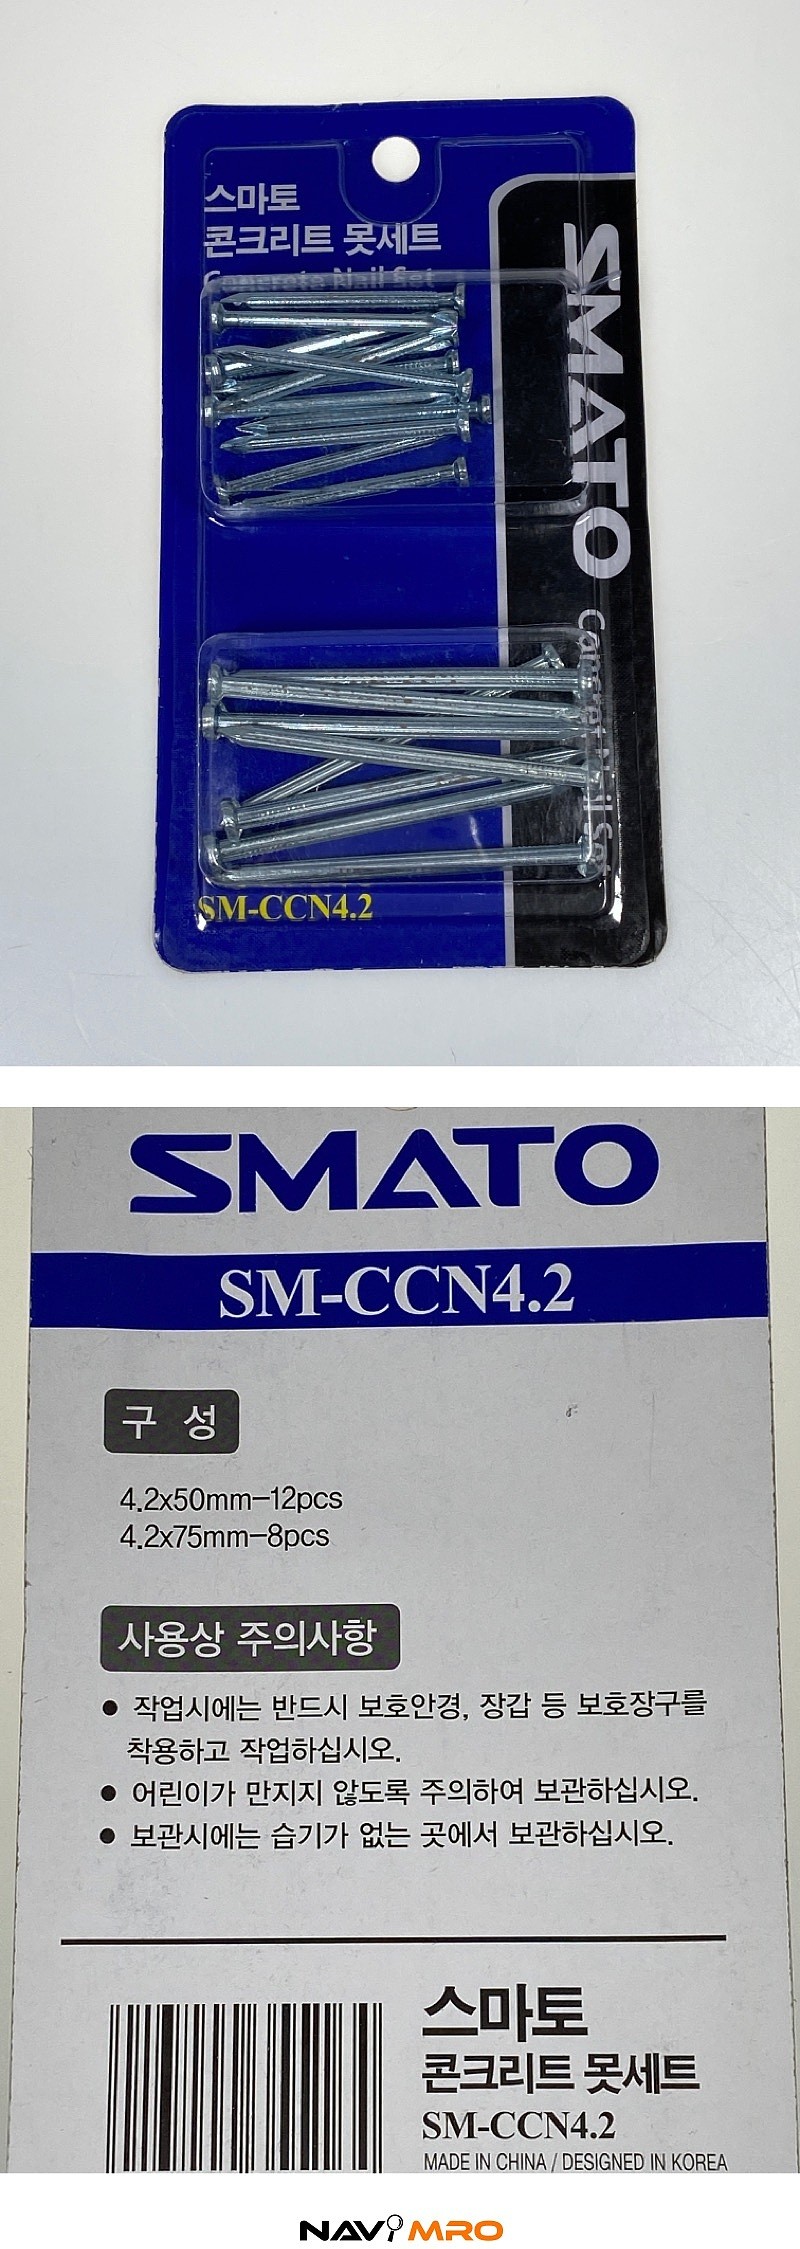 스마토
콘크리트 못세트
Concrete Nail Set
SMATO
SM-CCN4.2
SMATO
SM-CCN4.2
구 성
4.2x50mm-12pcs
4.2x75mm-8pcs
사용상 주의사항
● 작업시에는 반드시 보호안경, 장갑 등 보호장구를
착용하고 작업하십시오.
● 어린이가 만지지 않도록 주의하여 보관하십시오.
● 보관시에는 습기가 없는 곳에서 보관하십시오.
스마토
콘크리트 못세트
SM-CCN4.2
MADE IN CHINA / DESIGNED IN KOREA
NAVI MRO